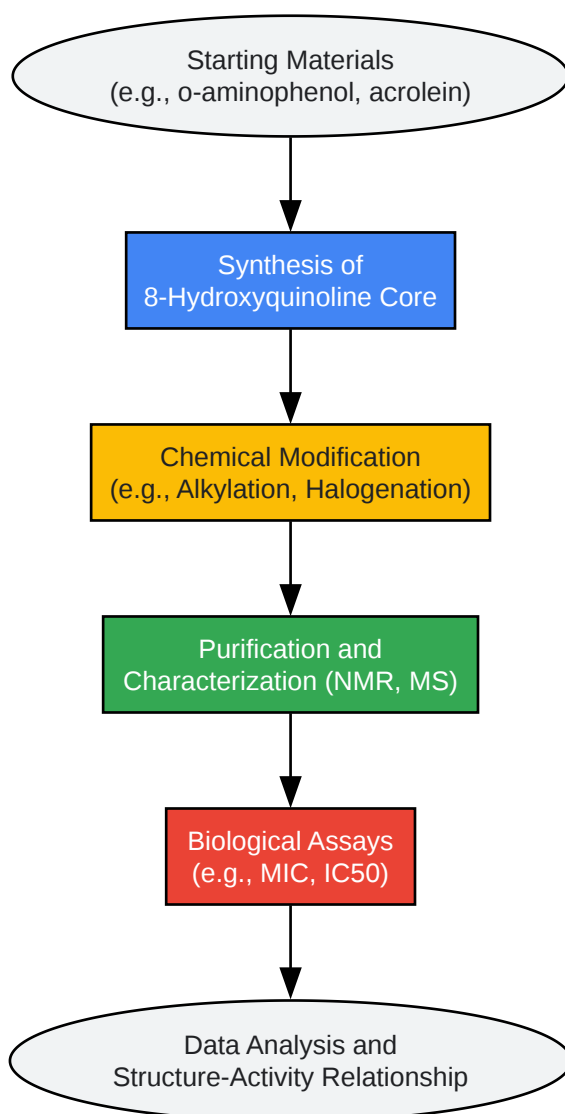 Starting Materials
(e.g., o-aminophenol, acrolein)
Synthesis of
8-Hydroxyquinoline Core
Chemical Modification
(e.g., Alkylation, Halogenation)
Purification and
Characterization (NMR, MS)
Biological Assays
(e.g., MIC, IC50)
Data Analysis and
Structure-Activity Relationship